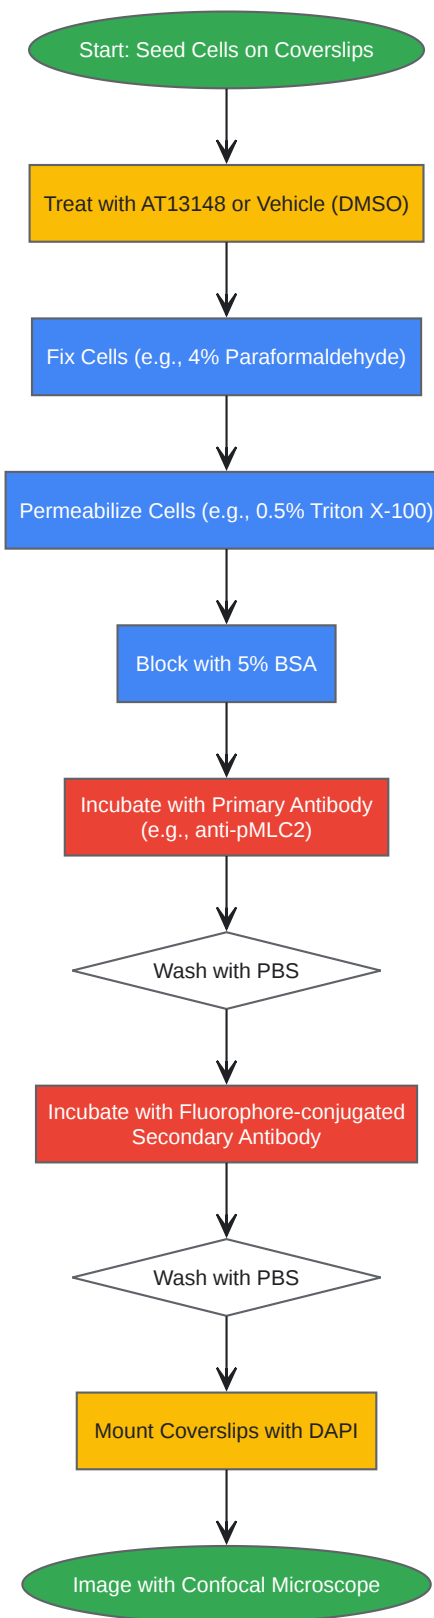 Start: Seed Cells on Coverslips
Treat with AT13148 or Vehicle (DMSO)
Fix Cells (e.g., 4% Paraformaldehyde)
Permeabilize Cells (e.g., 0.5% Triton X-100)
Block with 5% BSA
Incubate with Primary Antibody
(e.g., anti-pMLC2)
Wash with PBS
Incubate with Fluorophore-conjugated
Secondary Antibody
Wash with PBS
Mount Coverslips with DAPI
Image with Confocal Microscope